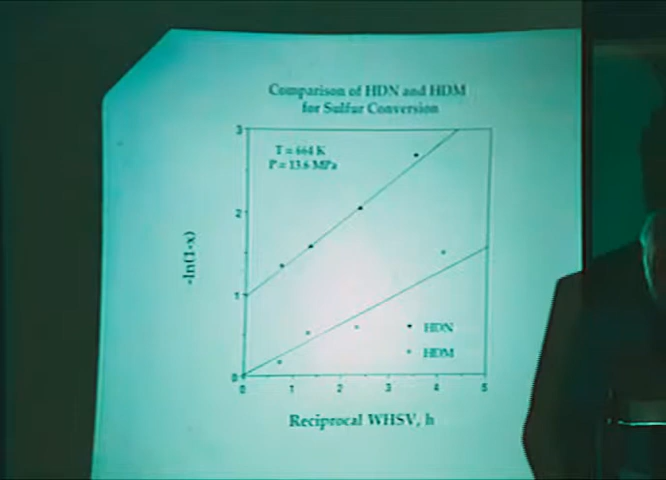 Comparison of HDN and HDM
for Sulfur Conversion
T = 664 K
P = 13.6 MPa
3
2
1
0
-ln(1-x)
HDN
HDM
0 1 2 3 4 5
Reciprocal WHSV, h